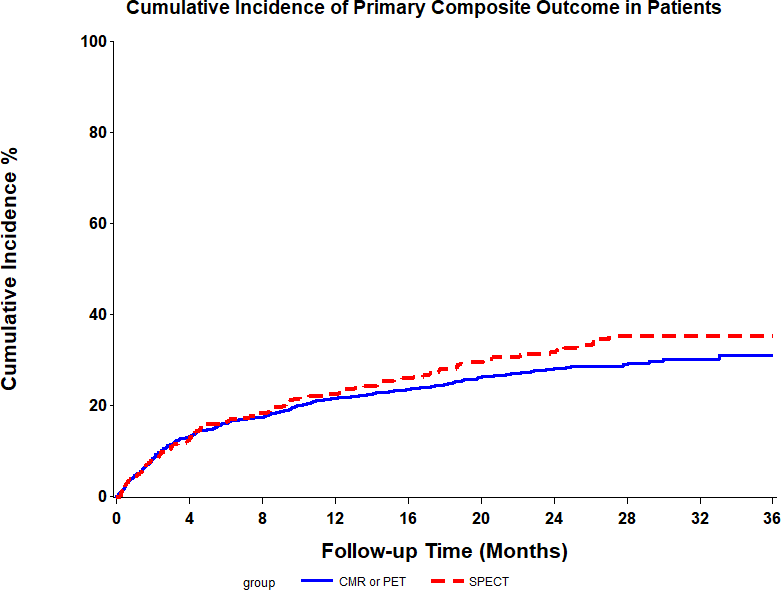 Cumulative Incidence of Primary Composite Outcome in Patients
Cumulative Incidence %
100
80
60
40
20
0
0 4 8 12 16 20 24 28 32 36
Follow-up Time (Months)
group CMR or PET SPECT